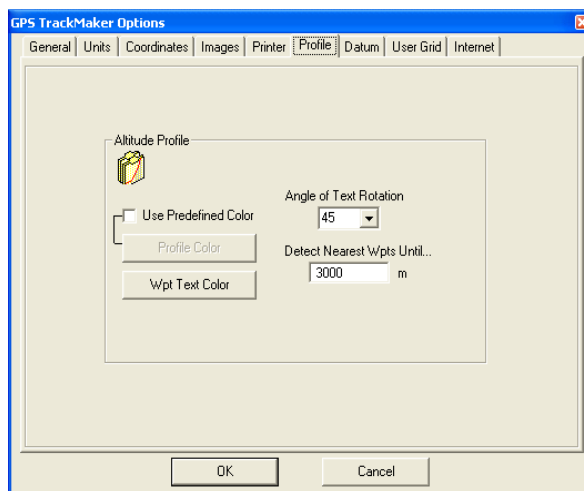 GPS TrackMaker Options
General Units Coordinates Images Printer Profile Datum User Grid Internet
Altitude Profile
Use Predefined Color
Profile Color
Wpt Text Color
Angle of Text Rotation
45
Detect Nearest Wpts Until...
3000 m
OK Cancel